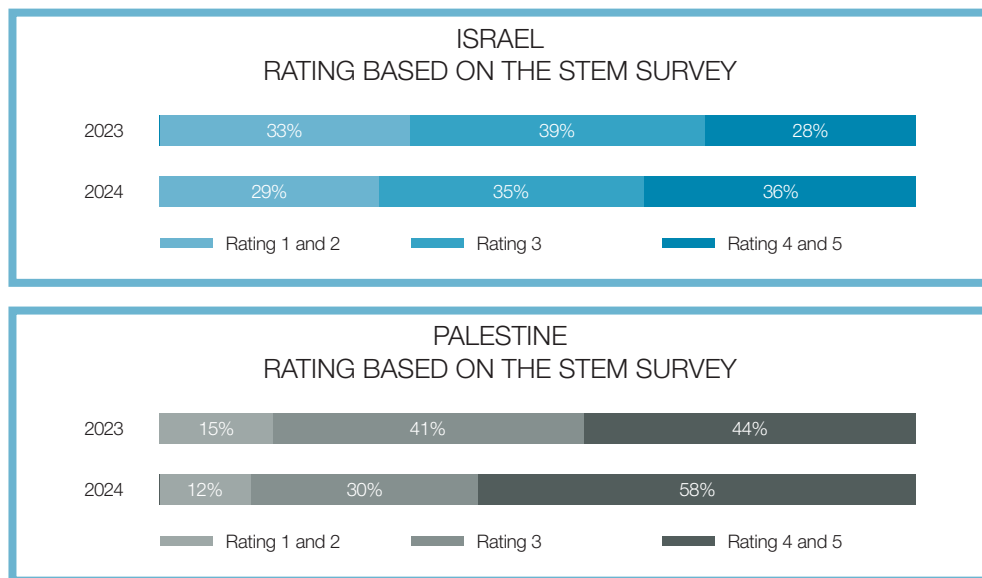 ISRAEL
RATING BASED ON THE STEM SURVEY
2023 33% 39% 28%
2024 29% 35% 36%
Rating 1 and 2 Rating 3 Rating 4 and 5
PALESTINE
RATING BASED ON THE STEM SURVEY
2023 15% 41% 44%
2024 12% 30% 58%
Rating 1 and 2 Rating 3 Rating 4 and 5